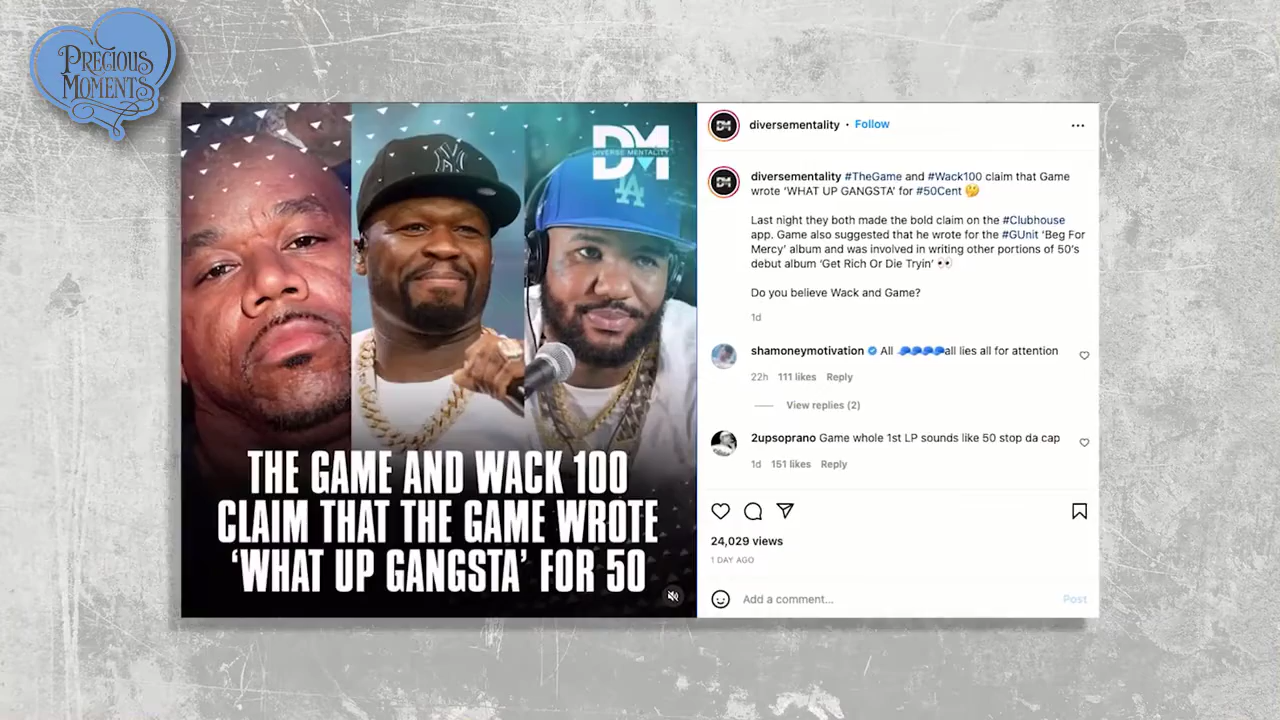 PRECIOUS
MOMENTS
DM
DIVERSE MENTALITY
NY
LA
THE GAME AND WACK 100
CLAIM THAT THE GAME WROTE
‘WHAT UP GANGSTA’ FOR 50
DM
diversementality • Follow
DM
diversementality #TheGame and #Wack100 claim that Game
wrote ‘WHAT UP GANGSTA’ for #50Cent 🤔
Last night they both made the bold claim on the #Clubhouse
app. Game also suggested that he wrote for the #GUnit ‘Beg For
Mercy’ album and was involved in writing other portions of 50’s
debut album ‘Get Rich Or Die Tryin’ 👀
Do you believe Wack and Game?
1d
shamoneymotivation All 🧢🧢🧢🧢all lies all for attention
22h 111 likes Reply
View replies (2)
2upsoprano Game whole 1st LP sounds like 50 stop da cap
1d 151 likes Reply
24,029 views
1 DAY AGO
Add a comment... Post